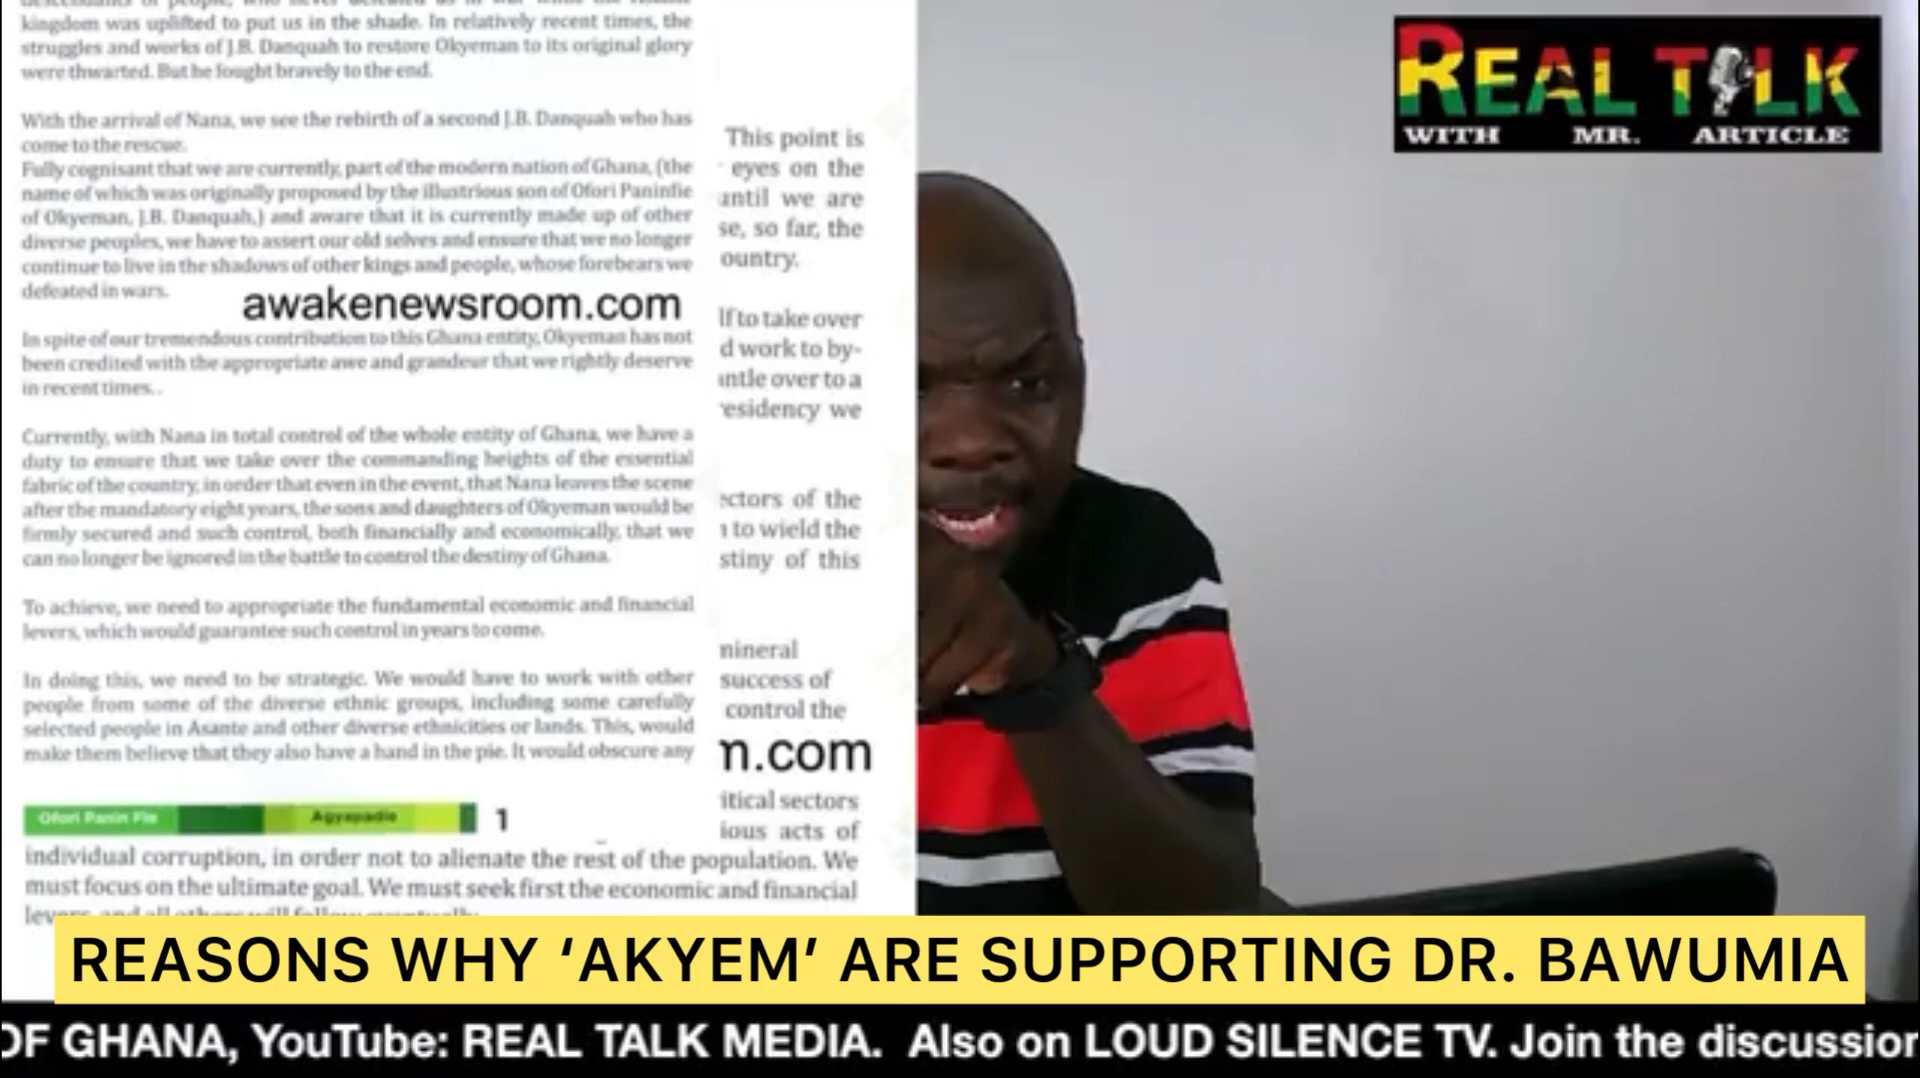 kingdom was uplifted to put us in the shade. In relatively recent times, the
struggles and works of J.B. Danquah to restore Okyeman to its original glory
were thwarted. But he fought bravely to the end.
With the arrival of Nana, we see the rebirth of a second J.B. Danquah who has
come to the rescue.
Fully cognisant that we are currently, part of the modern nation of Ghana, (the
name of which was originally proposed by the illustrious son of Ofori Paninfie
of Okyeman, J.B. Danquah,) and aware that it is currently made up of other
diverse peoples, we have to assert our old selves and ensure that we no longer
continue to live in the shadows of other kings and people, whose forebears we
defeated in wars.
awakenewsroom.com
In spite of our tremendous contribution to this Ghana entity, Okyeman has not
been credited with the appropriate awe and grandeur that we rightly deserve
in recent times. .
Currently, with Nana in total control of the whole entity of Ghana, we have a
duty to ensure that we take over the commanding heights of the essential
fabric of the country, in order that even in the event, that Nana leaves the scene
after the mandatory eight years, the sons and daughters of Okyeman would be
firmly secured and such control, both financially and economically, that we
can no longer be ignored in the battle to control the destiny of Ghana.
To achieve, we need to appropriate the fundamental economic and financial
levers, which would guarantee such control in years to come.
In doing this, we need to be strategic. We would have to work with other
people from some of the diverse ethnic groups, including some carefully
selected people in Asante and other diverse ethnicities or lands. This, would
make them believe that they also have a hand in the pie. It would obscure any
Ofori Panin Fie Agyapadie 1
This point is
eyes on the
until we are
se, so far, the
ountry.
lf to take over
d work to by-
ntle over to a
residency we
ectors of the
to wield the
stiny of this
mineral
success of
control the
n.com
itical sectors
ious acts of
individual corruption, in order not to alienate the rest of the population. We
must focus on the ultimate goal. We must seek first the economic and financial
REAL TALK
WITH MR. ARTICLE
REASONS WHY ‘AKYEM’ ARE SUPPORTING DR. BAWUMIA
OF GHANA, YouTube: REAL TALK MEDIA. Also on LOUD SILENCE TV. Join the discussion